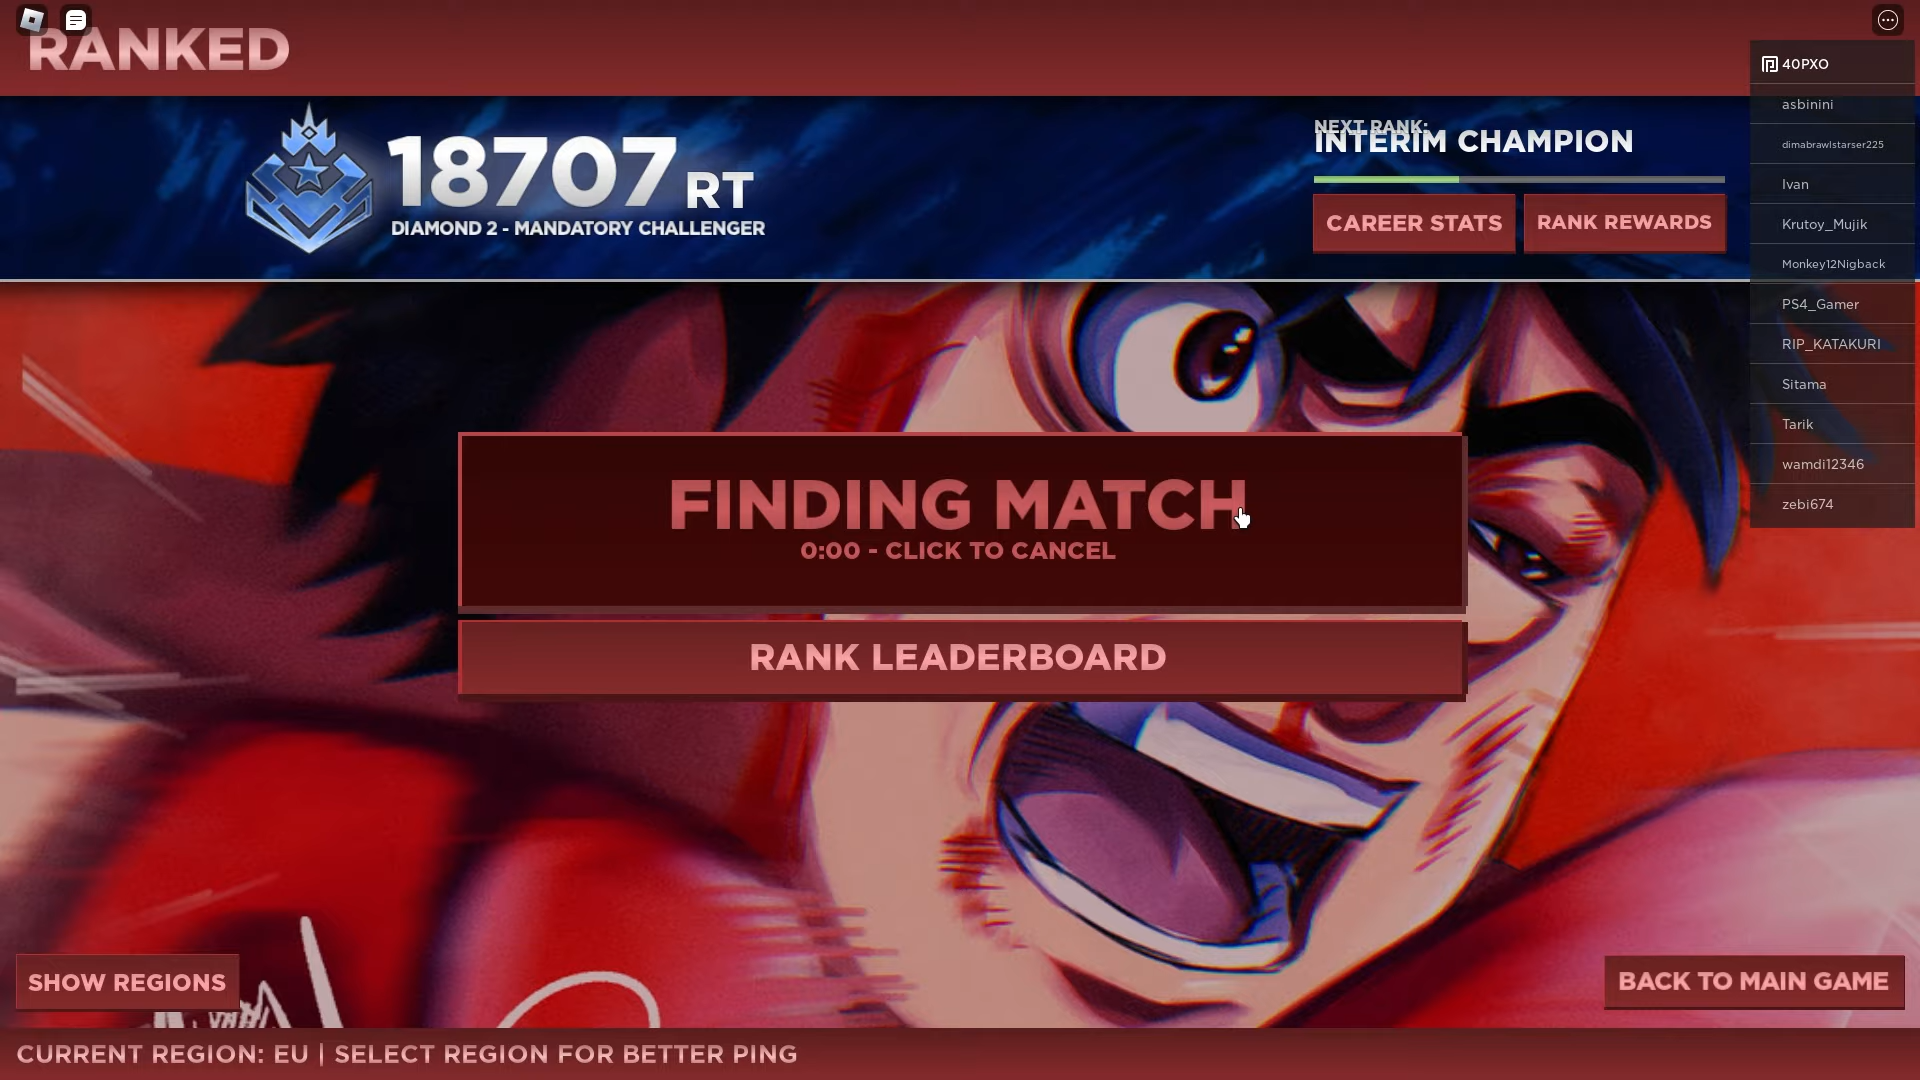 RANKED
18707 RT
DIAMOND 2 - MANDATORY CHALLENGER
NEXT RANK:
INTERIM CHAMPION
CAREER STATS
RANK REWARDS
40PXO
asbinini
dimabrawlstarser225
Ivan
Krutoy_Mujik
Monkey12Nigback
PS4_Gamer
RIP_KATAKURI
Sitama
Tarik
wamdi12346
zebi674
FINDING MATCH
0:00 - CLICK TO CANCEL
RANK LEADERBOARD
SHOW REGIONS
BACK TO MAIN GAME
CURRENT REGION: EU | SELECT REGION FOR BETTER PING